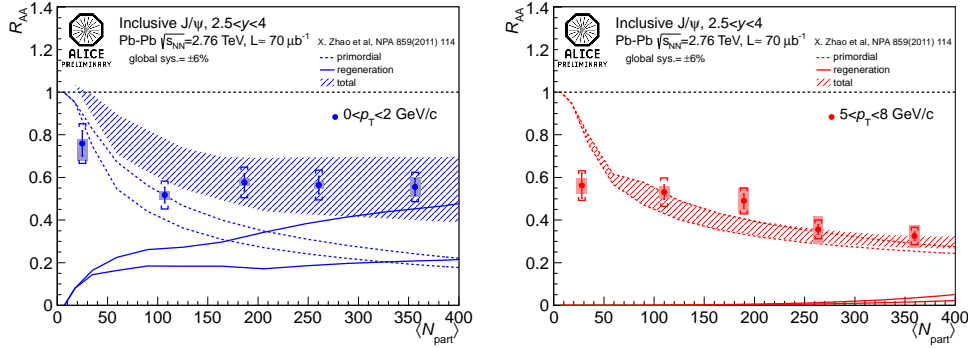 R_AA
1.4
1.2
1
0.8
0.6
0.4
0.2
0
ALICE
PRELIMINARY
Inclusive J/ψ, 2.5<y<4
Pb-Pb √s_NN=2.76 TeV, L≈ 70 μb⁻¹
global sys.= ±6%
X. Zhao et al, NPA 859(2011) 114
primordial
regeneration
total
0<p_T<2 GeV/c
0 50 100 150 200 250 300 350 400
⟨N_part⟩
R_AA
1.4
1.2
1
0.8
0.6
0.4
0.2
0
ALICE
PRELIMINARY
Inclusive J/ψ, 2.5<y<4
Pb-Pb √s_NN=2.76 TeV, L≈ 70 μb⁻¹
global sys.= ±6%
X. Zhao et al, NPA 859(2011) 114
primordial
regeneration
total
5<p_T<8 GeV/c
0 50 100 150 200 250 300 350 400
⟨N_part⟩